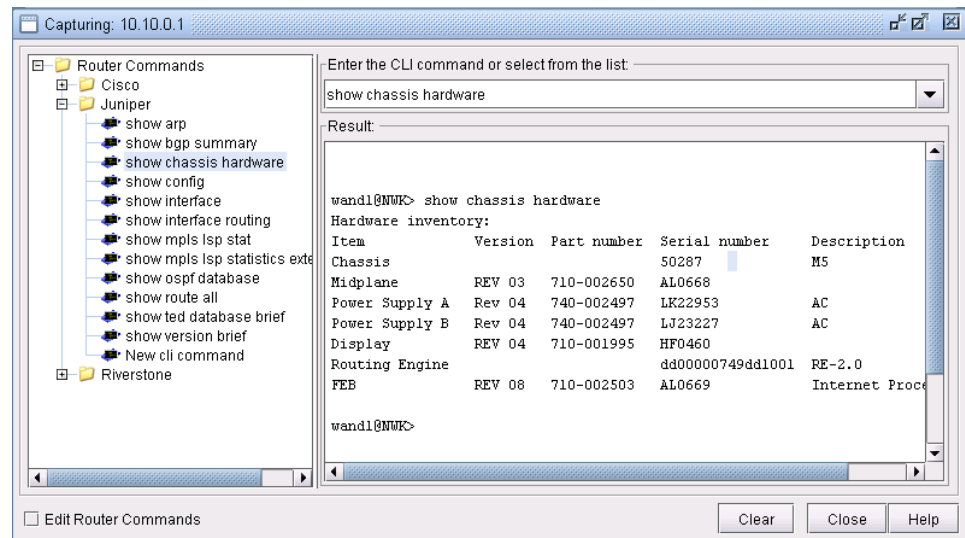 Capturing: 10.10.0.1
Router Commands
Cisco
Juniper
show arp
show bgp summary
show chassis hardware
show config
show interface
show interface routing
show mpls lsp stat
show mpls lsp statistics exte
show ospf database
show route all
show ted database brief
show version brief
New cli command
Riverstone
Enter the CLI command or select from the list:
show chassis hardware
Result:
wandl@NWK> show chassis hardware
Hardware inventory:
Item Version Part number Serial number Description
Chassis 50287 M5
Midplane REV 03 710-002650 AL0668
Power Supply A Rev 04 740-002497 LK22953 AC
Power Supply B Rev 04 740-002497 LJ23227 AC
Display REV 04 710-001995 HF0460
Routing Engine dd00000749dd1001 RE-2.0
FEB REV 08 710-002503 AL0669 Internet Proce
wandl@NWK>
Edit Router Commands
Clear
Close
Help